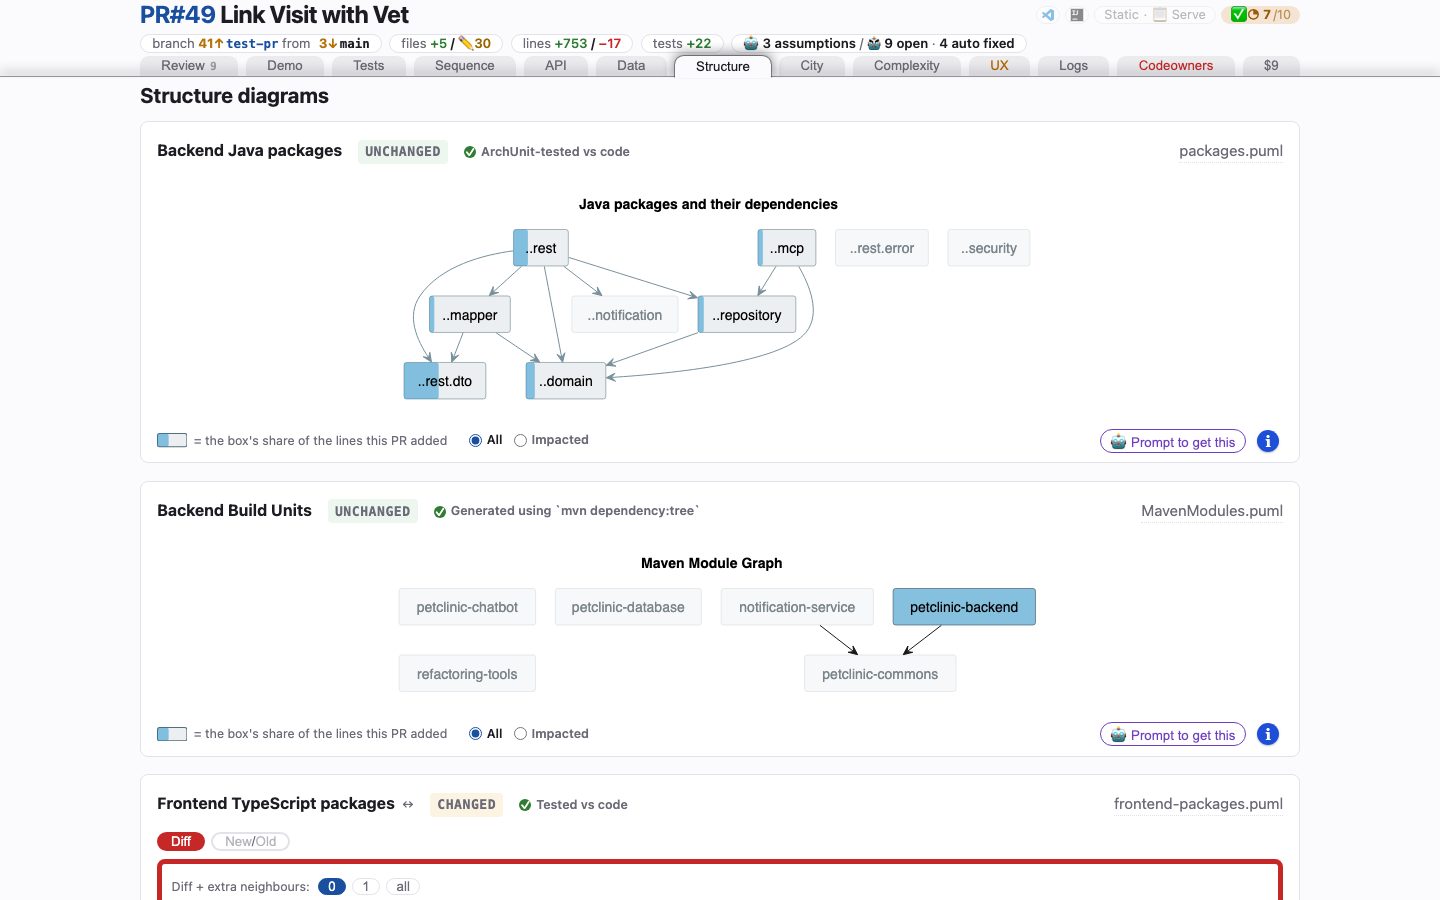 PR#49 Link Visit with Vet
Static · Serve
7/10
branch 41↑ test-pr from 3↓ main
files +5 / 30
lines +753 / −17
tests +22
3 assumptions / 9 open · 4 auto fixed
Review 9
Demo
Tests
Sequence
API
Data
Structure
City
Complexity
UX
Logs
Codeowners
$9
Structure diagrams
Backend Java packages UNCHANGED ArchUnit-tested vs code packages.puml
Java packages and their dependencies
..rest ..mcp ..rest.error ..security
..mapper ..notification ..repository
..rest.dto ..domain
= the box's share of the lines this PR added All Impacted Prompt to get this i
Backend Build Units UNCHANGED Generated using `mvn dependency:tree` MavenModules.puml
Maven Module Graph
petclinic-chatbot petclinic-database notification-service petclinic-backend
refactoring-tools petclinic-commons
= the box's share of the lines this PR added All Impacted Prompt to get this i
Frontend TypeScript packages ↔ CHANGED Tested vs code frontend-packages.puml
Diff New/Old
Diff + extra neighbours: 0 1 all